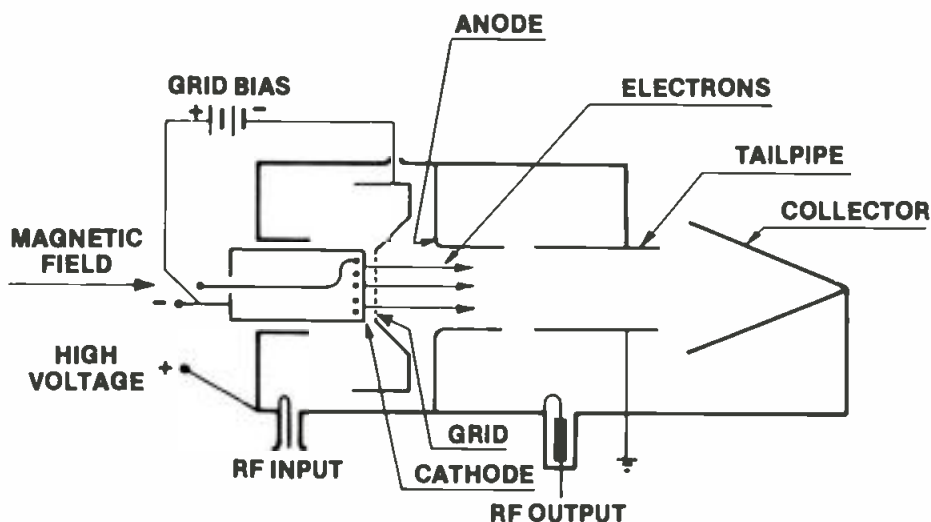 ANODE
GRID BIAS
+ -
ELECTRONS
TAILPIPE
COLLECTOR
MAGNETIC
FIELD
-
HIGH
VOLTAGE +
GRID
RF INPUT
CATHODE
RF OUTPUT